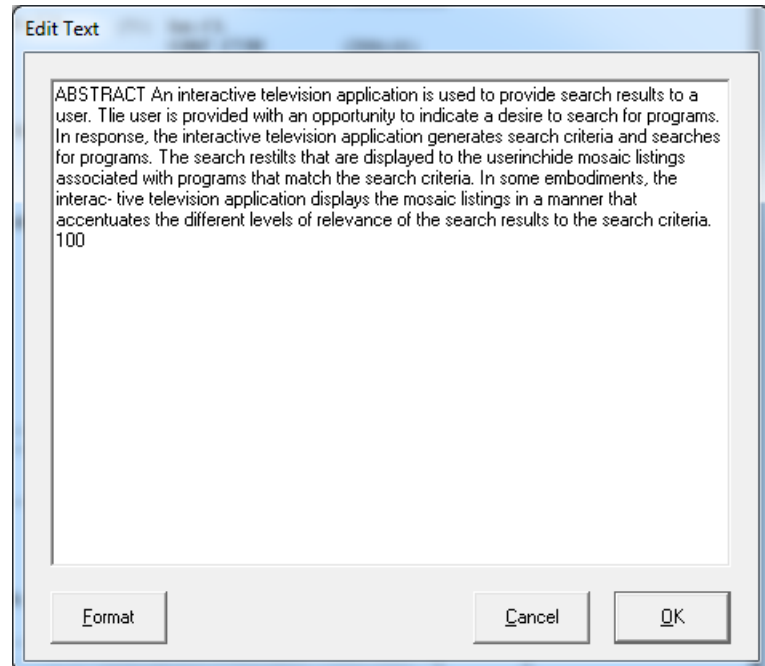 Edit Text
ABSTRACT An interactive television application is used to provide search results to a
user. Tlie user is provided with an opportunity to indicate a desire to search for programs.
In response, the interactive television application generates search criteria and searches
for programs. The search restilts that are displayed to the userinchide mosaic listings
associated with programs that match the search criteria. In some embodiments, the
interac- tive television application displays the mosaic listings in a manner that
accentuates the different levels of relevance of the search results to the search criteria.
100
Format
Cancel
OK